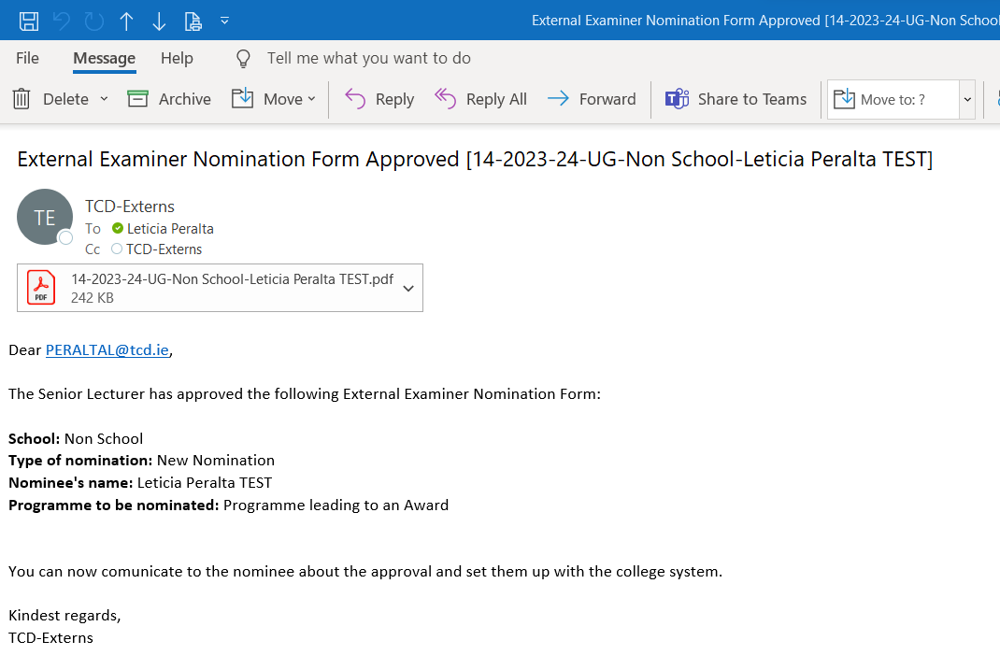 External Examiner Nomination Form Approved [14-2023-24-UG-Non School
File Message Help Tell me what you want to do
Delete Archive Move Reply Reply All Forward Share to Teams Move to: ?
External Examiner Nomination Form Approved [14-2023-24-UG-Non School-Leticia Peralta TEST]
TE
TCD-Externs
To Leticia Peralta
Cc TCD-Externs
PDF
14-2023-24-UG-Non School-Leticia Peralta TEST.pdf
242 KB
Dear PERALTAL@tcd.ie,
The Senior Lecturer has approved the following External Examiner Nomination Form:
School: Non School
Type of nomination: New Nomination
Nominee's name: Leticia Peralta TEST
Programme to be nominated: Programme leading to an Award
You can now comunicate to the nominee about the approval and set them up with the college system.
Kindest regards,
TCD-Externs